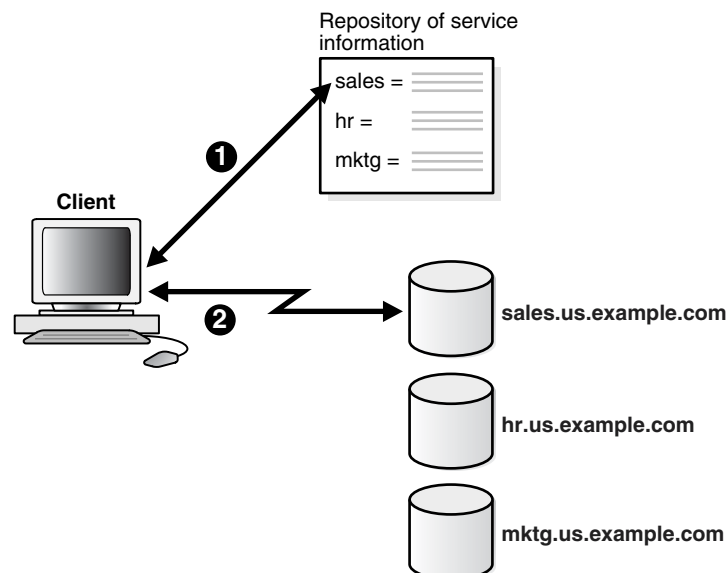 Repository of service
information
sales =
hr =
mktg =
1
Client
2
sales.us.example.com
hr.us.example.com
mktg.us.example.com